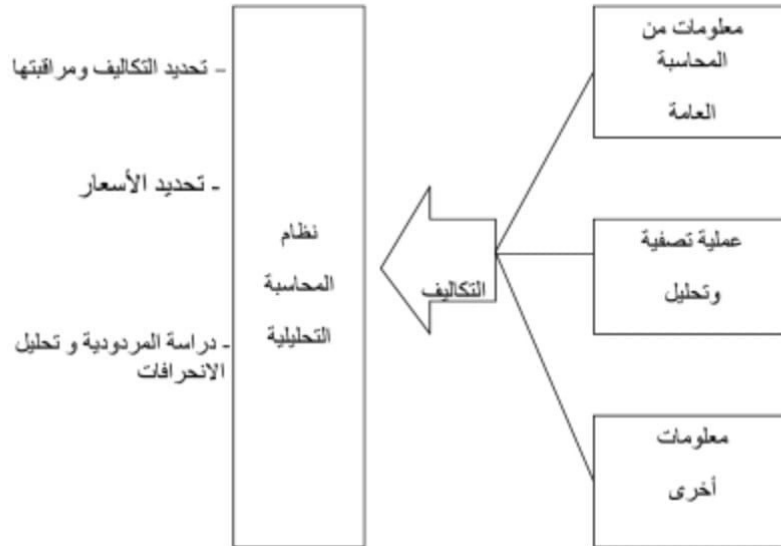 معلومات من
المحاسبة
العامة
عملية تصفية
وتحليل
معلومات
أخرى
التكاليف
نظام
المحاسبة
التحليلية
- تحديد التكاليف ومراقبتها
- تحديد الأسعار
- دراسة المردودية و تحليل
الانحرافات